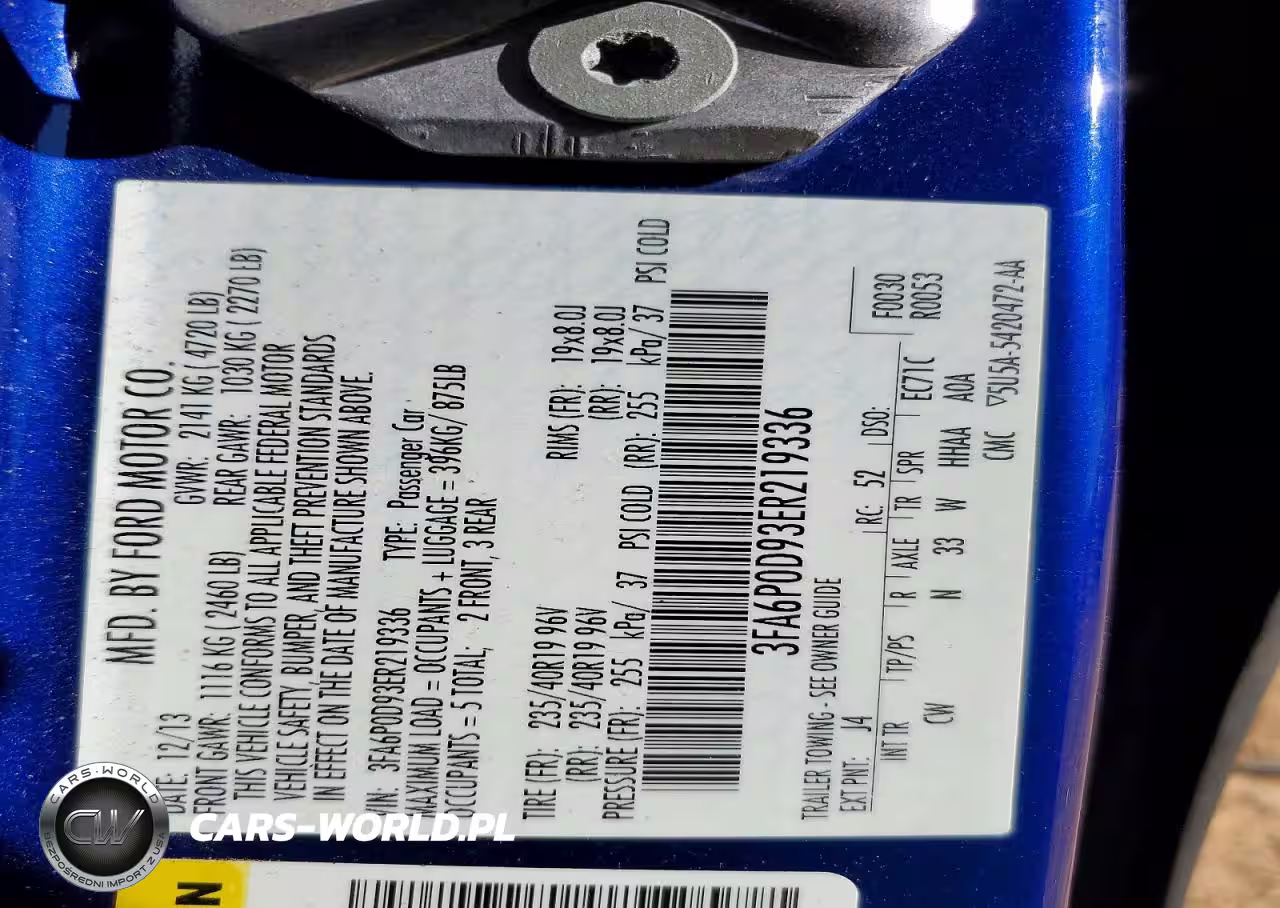 MFD. BY FORD MOTOR CO.
DATE: 12/13 GVWR: 2141 KG ( 4720 LB)
FRONT GAWR: 1116 KG ( 2460 LB) REAR GAWR: 1030 KG ( 2270 LB)
THIS VEHICLE CONFORMS TO ALL APPLICABLE FEDERAL MOTOR
VEHICLE SAFETY, BUMPER, AND THEFT PREVENTION STANDARDS
IN EFFECT ON THE DATE OF MANUFACTURE SHOWN ABOVE.
VIN: 3FA6P0D93ER219336 TYPE: Passenger Car
MAXIMUM LOAD = OCCUPANTS + LUGGAGE = 396KG/ 875LB
OCCUPANTS = 5 TOTAL; 2 FRONT, 3 REAR
TIRE (FR): 235/40R19 96V RIMS (FR): 19x8.0J
(RR): 235/40R19 96V (RR): 19x8.0J
PRESSURE (FR): 255 kPa/ 37 PSI COLD (RR): 255 kPa/ 37 PSI COLD
3FA6P0D93ER219336
TRAILER TOWING - SEE OWNER GUIDE
EXT PNT: J4 RC: 52 DSO: F0030
R0053
INT TR TP/PS R AXLE TR SPR EC71C
CW N 33 W HHAA A0A
CMC ▽5U5A-5420472-AA
CARS-WORLD
CW
BEZPOŚREDNI IMPORT Z USA
CARS-WORLD.PL
N